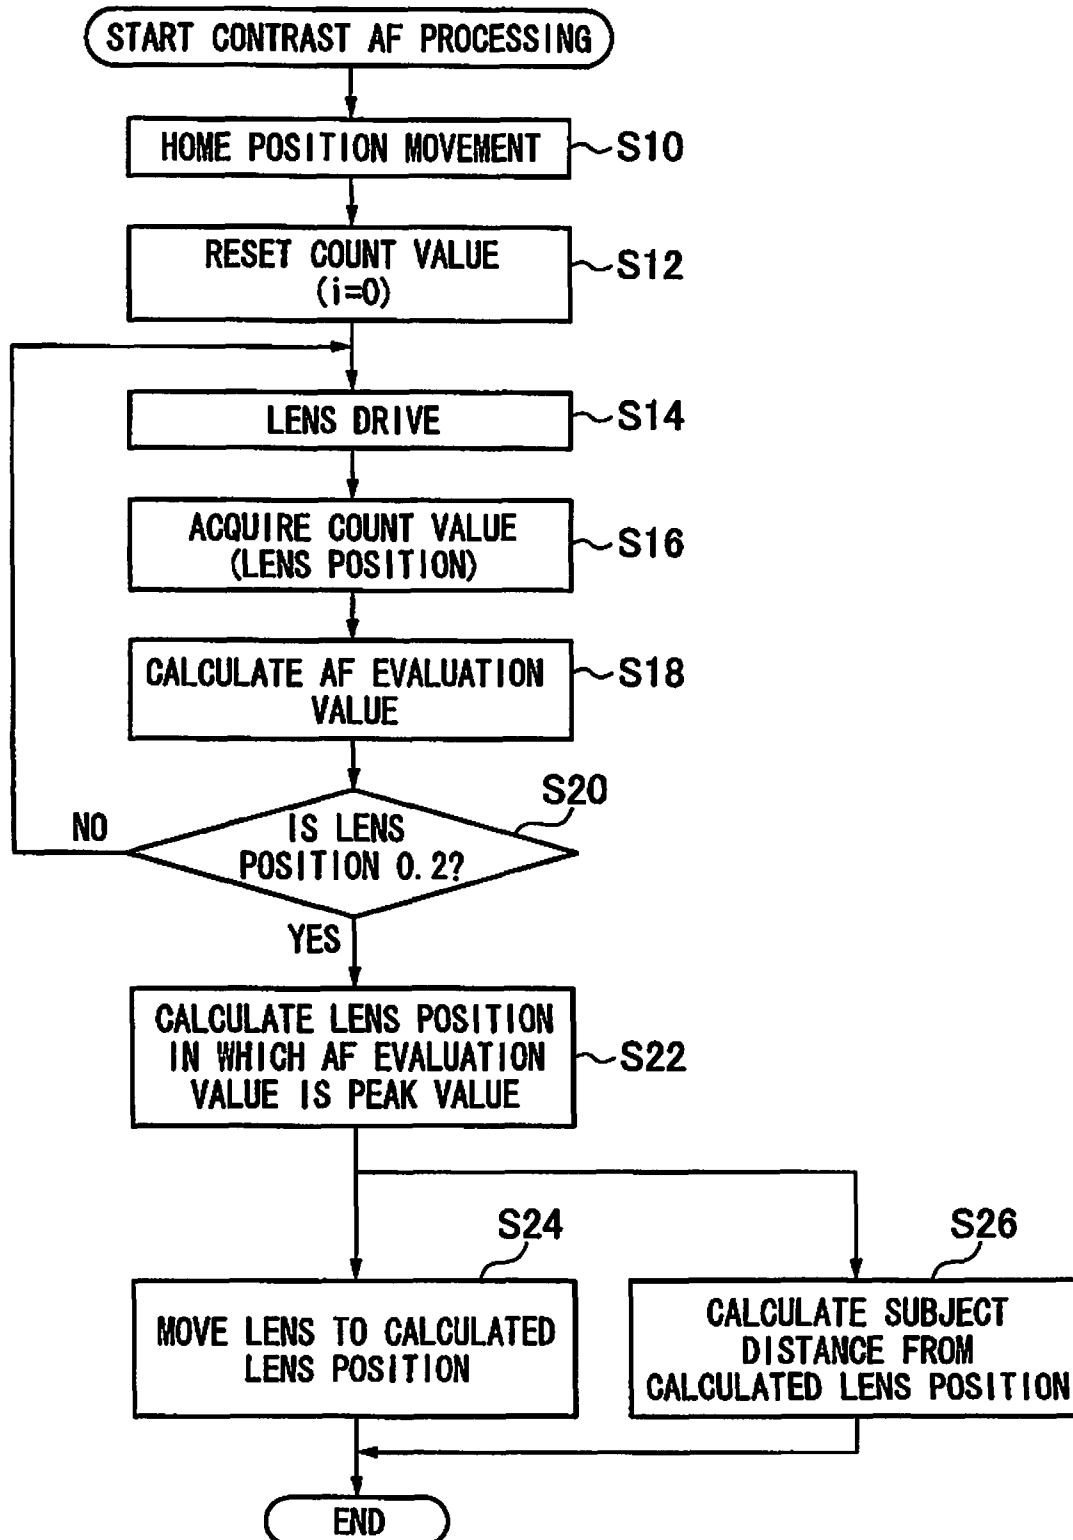 START CONTRAST AF PROCESSING
HOME POSITION MOVEMENT
S10
RESET COUNT VALUE
(i=0)
S12
LENS DRIVE
S14
ACQUIRE COUNT VALUE
(LENS POSITION)
S16
CALCULATE AF EVALUATION
VALUE
S18
S20
NO
IS LENS
POSITION 0.2?
YES
CALCULATE LENS POSITION
IN WHICH AF EVALUATION
VALUE IS PEAK VALUE
S22
S24
MOVE LENS TO CALCULATED
LENS POSITION
S26
CALCULATE SUBJECT
DISTANCE FROM
CALCULATED LENS POSITION
END